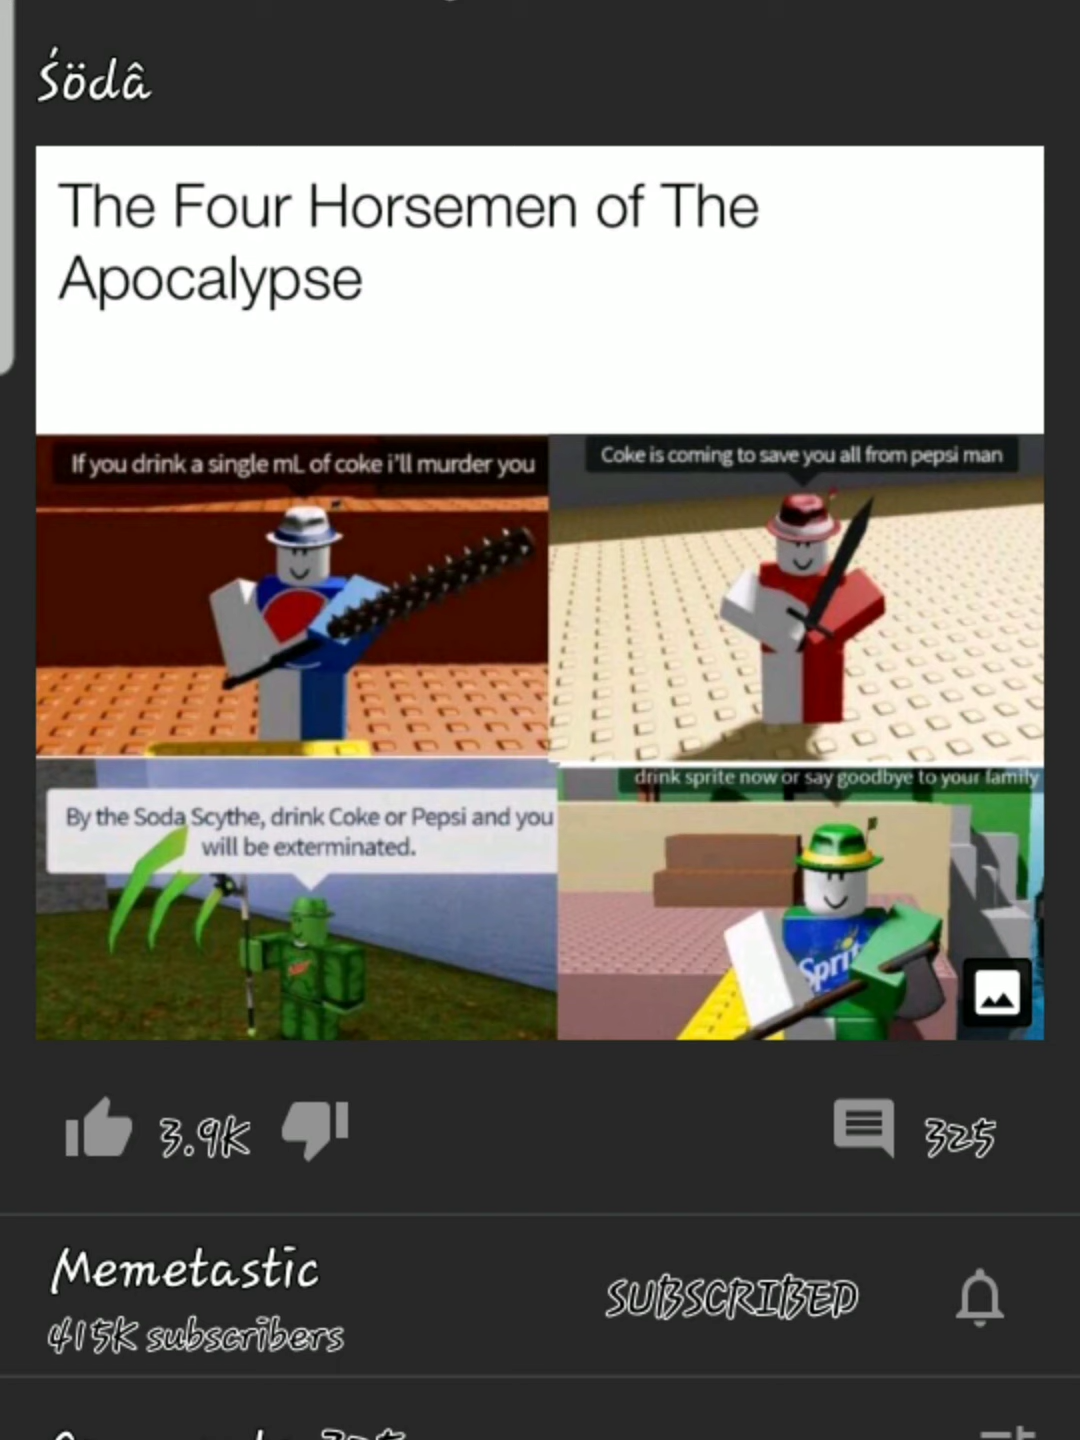 Śödâ
The Four Horsemen of The
Apocalypse
If you drink a single mL of coke i'll murder you
Coke is coming to save you all from pepsi man
By the Soda Scythe, drink Coke or Pepsi and you
will be exterminated.
drink sprite now or say goodbye to your family
Sprit
3.9K
325
Memetastic
415K subscribers
SUBSCRIBED